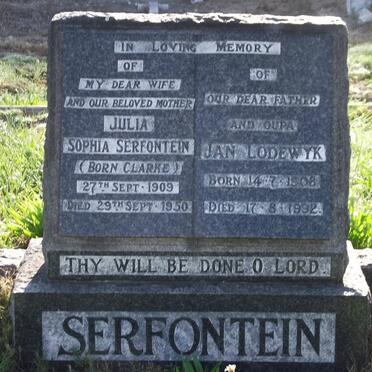 IN LOVING MEMORY
OF
MY DEAR WIFE
AND OUR BELOVED MOTHER
JULIA
SOPHIA SERFONTEIN
(BORN CLARKE)
27TH SEPT. 1909
DIED 29TH SEPT. 1950
OF
OUR DEAR FATHER
AND OUPA
JAN LODEWYK
BORN 14-7-1908
DIED 17-8-1992
THY WILL BE DONE O LORD
SERFONTEIN